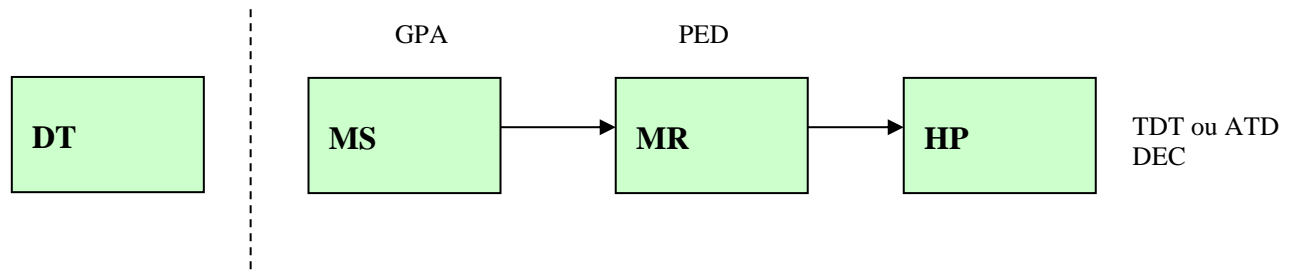 GPA
PED
DT
MS
MR
HP
TDT ou ATD
DEC